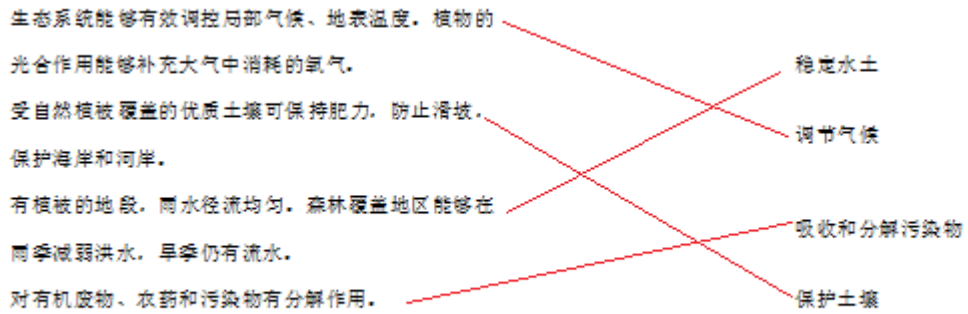 生态系统能够有效调控局部气候、地表温度。植物的
光合作用能够补充大气中消耗的氧气。
稳定水土
受自然植被覆盖的优质土壤可保持肥力，防止滑坡，
调节气候
保护海岸和河岸。
有植被的地段，雨水径流均匀。森林覆盖地区能够在
吸收和分解污染物
雨季减弱洪水，旱季仍有流水。
对有机废物、农药和污染物有分解作用。
保护土壤